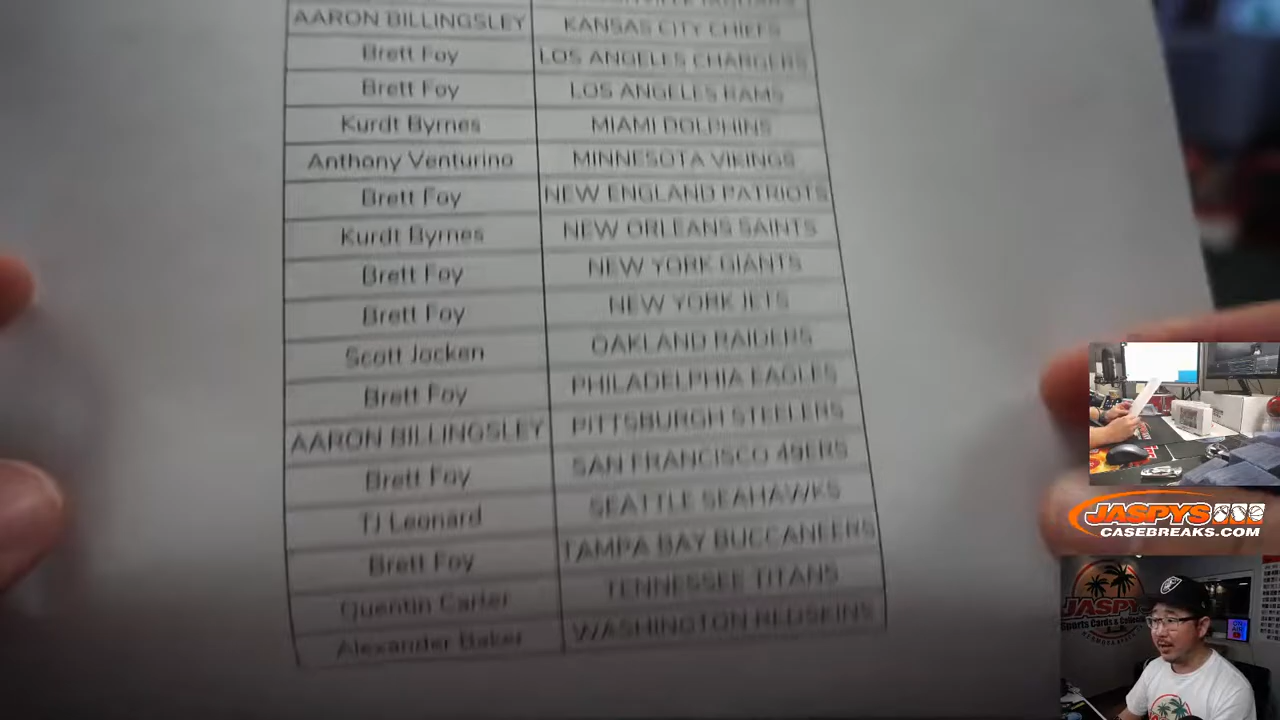 AARON BILLINGSLEY KANSAS CITY CHIEFS
Brett Foy LOS ANGELES CHARGERS
Brett Foy LOS ANGELES RAMS
Kurdt Byrnes MIAMI DOLPHINS
Anthony Venturino MINNESOTA VIKINGS
Brett Foy NEW ENGLAND PATRIOTS
Kurdt Byrnes NEW ORLEANS SAINTS
Brett Foy NEW YORK GIANTS
Brett Foy NEW YORK JETS
Scott Jocken OAKLAND RAIDERS
Brett Foy PHILADELPHIA EAGLES
AARON BILLINGSLEY PITTSBURGH STEELERS
Brett Foy SAN FRANCISCO 49ERS
TJ Leonard SEATTLE SEAHAWKS
Brett Foy TAMPA BAY BUCCANEERS
Quentin Carter TENNESSEE TITANS
Alexander Baker WASHINGTON REDSKINS
JASPYS
CASEBREAKS.COM
JASPY
Sports Cards &